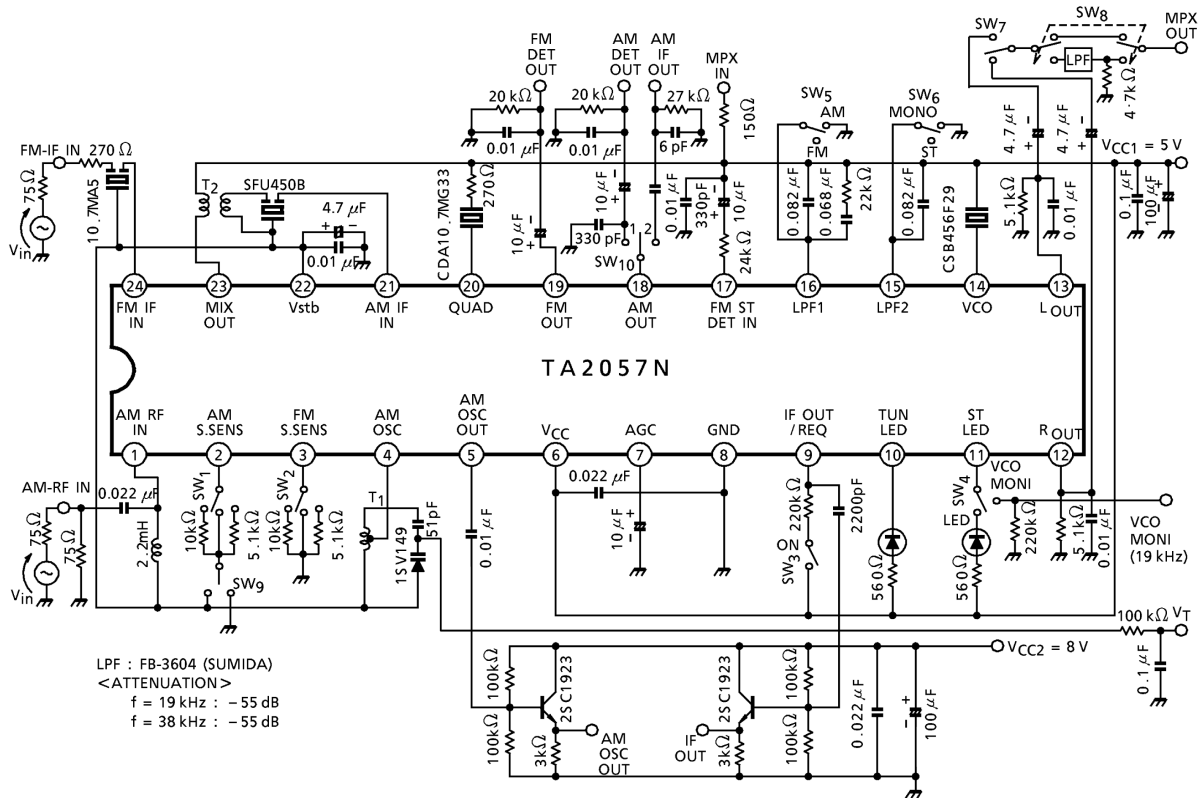 SW7
SW8
MPX
OUT
LPF
4.7kΩ
FM
DET
OUT
AM
DET
OUT
AM
IF
OUT
MPX
IN
20 kΩ
20 kΩ
27 kΩ
0.01 μF
0.01 μF
6 pF
150Ω
SW5
AM
FM
SW6
MONO
ST
4.7 μF
-
+
4.7 μF
-
+
VCC1 = 5 V
FM-IF IN
270 Ω
75Ω
Vin
10.7MA5
T2
SFU450B
4.7 μF
+
-
0.01 μF
CDA10.7MG33
270Ω
10 μF
-
+
10 μF
-
+
330 pF
1
2
SW10
0.01 μF
330pF
10 μF
-
+
24kΩ
0.082 μF
0.068 μF
22kΩ
0.082 μF
CSB456F29
5.1kΩ
0.01 μF
0.1 μF
100 μF
+
24
23
22
21
20
19
18
17
16
15
14
13
FM IF
IN
MIX
OUT
Vstb
AM IF
IN
QUAD
FM
OUT
AM
OUT
FM ST
DET IN
LPF1
LPF2
VCO
L OUT
TA2057N
AM RF
IN
AM
S.SENS
FM
S.SENS
AM
OSC
AM
OSC
OUT
VCC
AGC
GND
IF OUT
/REQ
TUN
LED
ST
LED
R OUT
1
2
3
4
5
6
7
8
9
10
11
12
AM-RF IN
0.022 μF
75Ω
75Ω
Vin
2.2mH
SW1
10kΩ
5.1kΩ
SW9
SW2
10kΩ
5.1kΩ
T1
51pF
1SV149
0.01 μF
0.022 μF
10 μF
+
220kΩ
2200pF
ON
SW3
560Ω
SW4
LED
560Ω
VCO
MONI
220kΩ
5.1kΩ
0.01 μF
VCO
MONI
(19 kHz)
100 kΩ
VT
0.1 μF
VCC2 = 8 V
LPF : FB-3604 (SUMIDA)
<ATTENUATION>
f = 19 kHz : －55 dB
f = 38 kHz : －55 dB
100kΩ
100kΩ
2SC1923
3kΩ
AM
OSC
OUT
IF
OUT
2SC1923
3kΩ
100kΩ
100kΩ
0.022 μF
+
-
100 μF